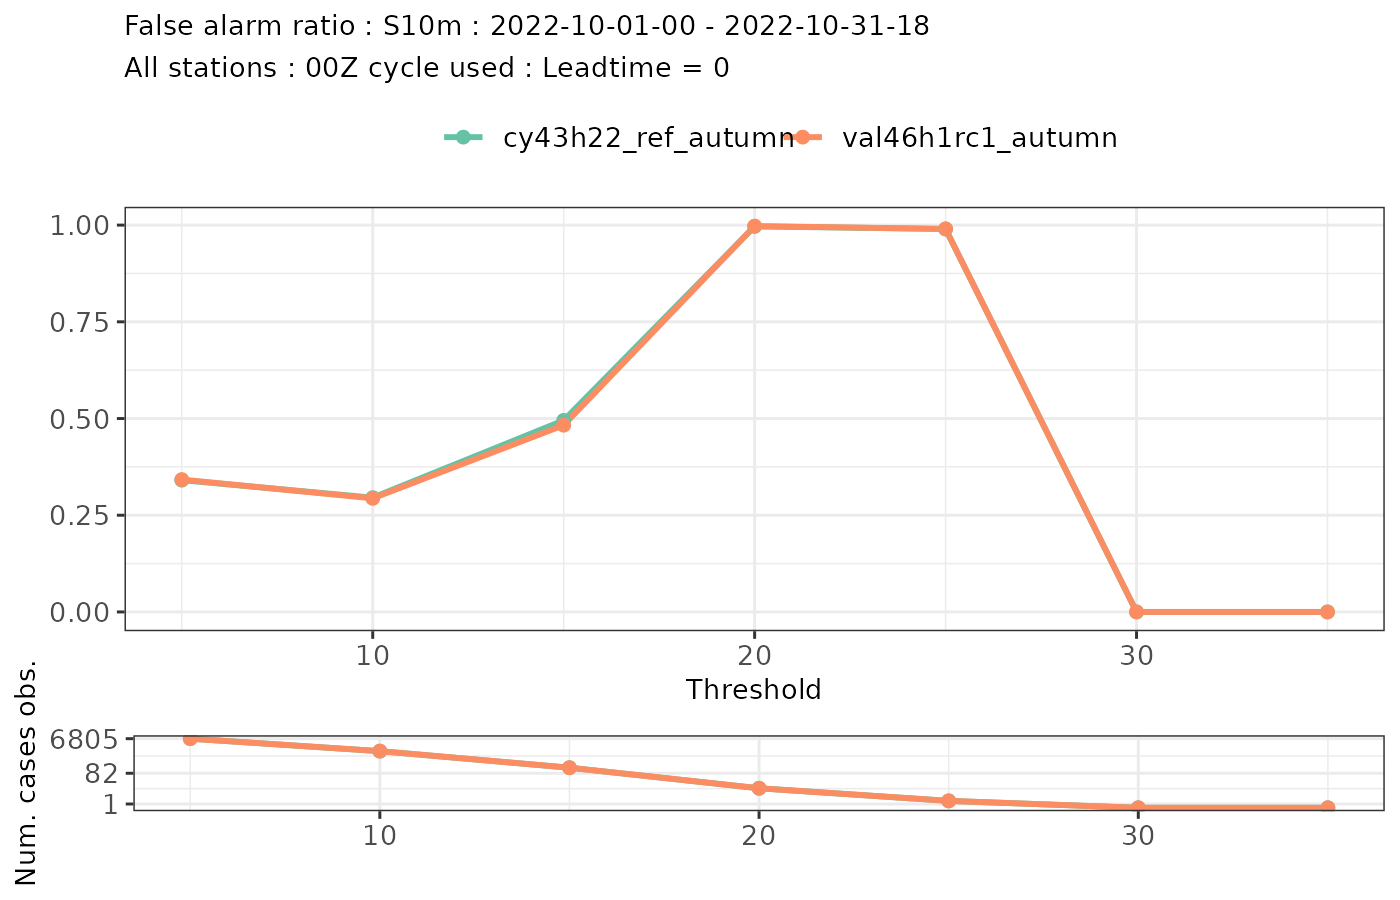 False alarm ratio : S10m : 2022-10-01-00 - 2022-10-31-18
All stations : 00Z cycle used : Leadtime = 0
cy43h22_ref_autumn val46h1rc1_autumn
1.00
0.75
0.50
0.25
0.00
10 20 30
Threshold
Num. cases obs.
6805
82
1
10 20 30